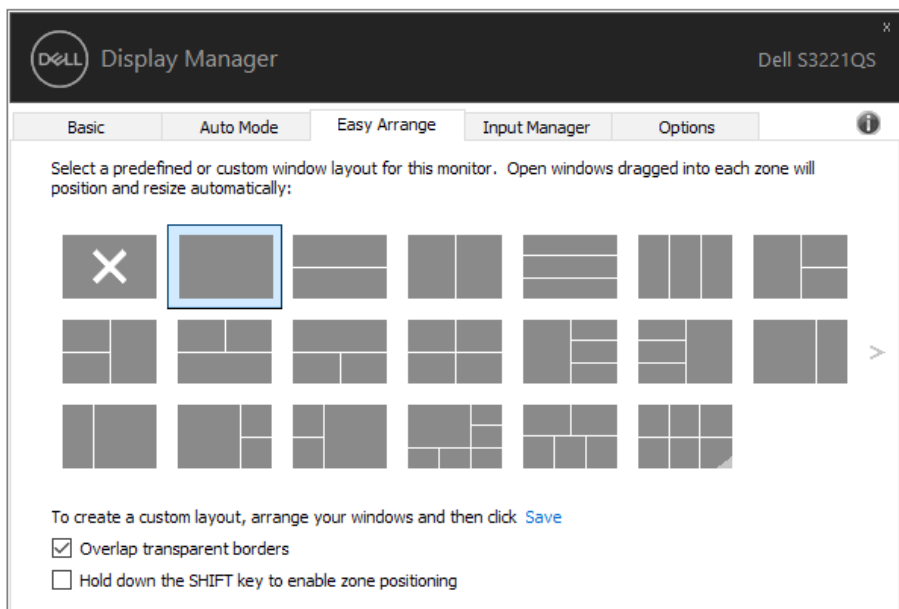 x
DELL Display Manager Dell S3221QS
Basic Auto Mode Easy Arrange Input Manager Options
Select a predefined or custom window layout for this monitor. Open windows dragged into each zone will
position and resize automatically:
>
To create a custom layout, arrange your windows and then click Save
Overlap transparent borders
Hold down the SHIFT key to enable zone positioning